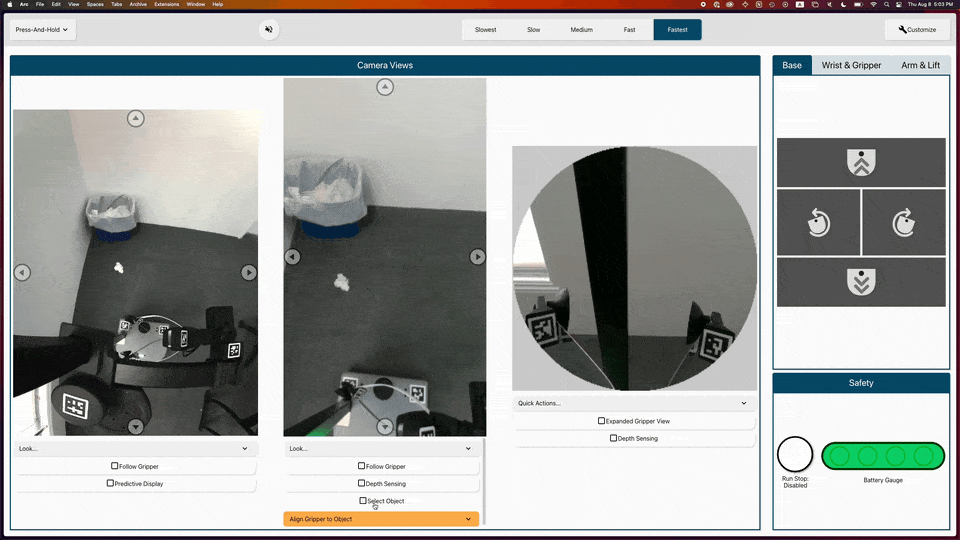 Arc File Edit View Spaces Tabs Archive Extensions Window Help
Thu Aug 8 5:03 PM
Press-And-Hold
Slowest Slow Medium Fast Fastest
Customize
Camera Views
Base Wrist & Gripper Arm & Lift
Look...
Follow Gripper
Predictive Display
Look...
Follow Gripper
Depth Sensing
Select Object
Align Gripper to Object
Quick Actions...
Expanded Gripper View
Depth Sensing
Safety
Run Stop:
Disabled
Battery Gauge